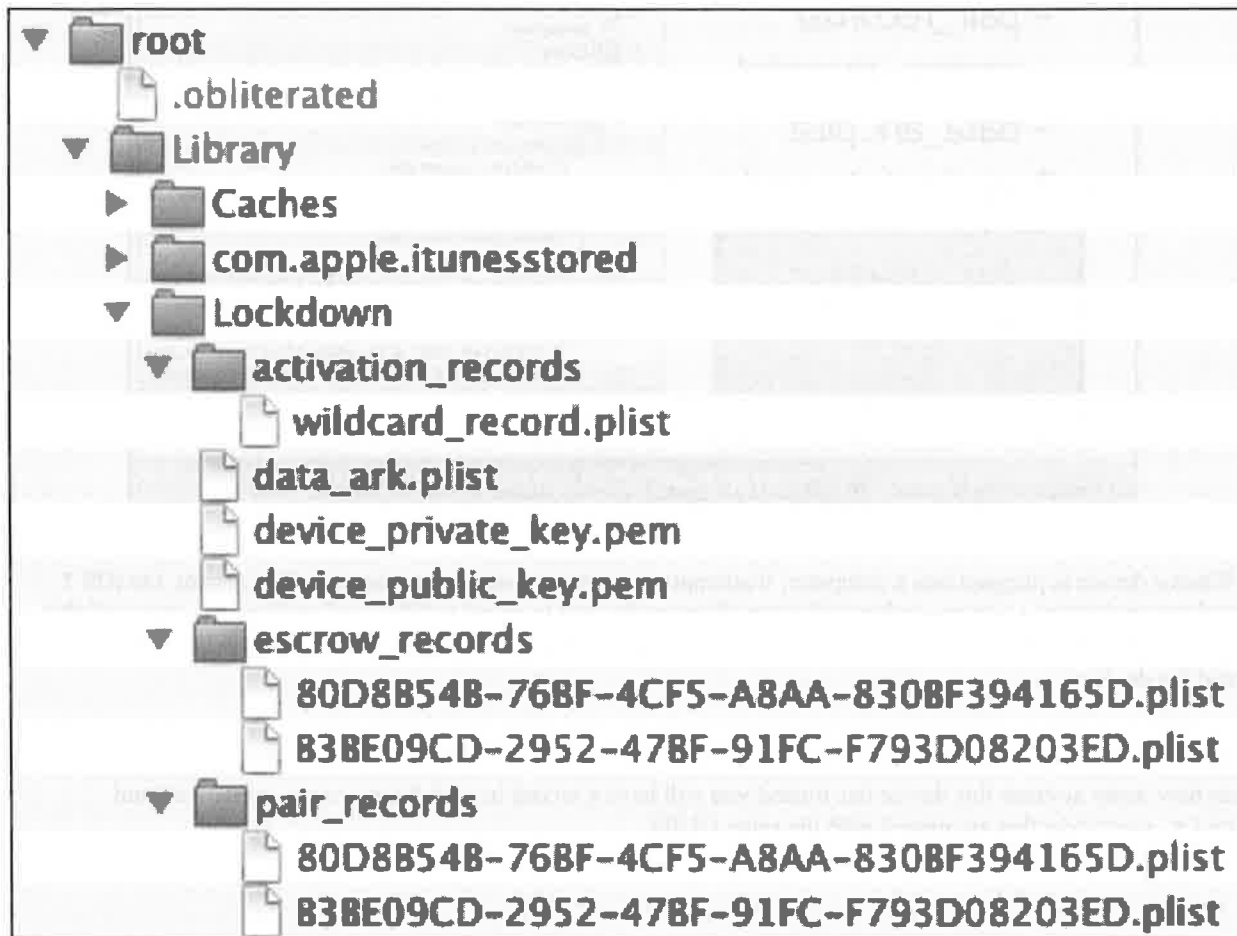 root
.obliterated
Library
Caches
com.apple.itunesstored
Lockdown
activation_records
wildcard_record.plist
data_ark.plist
device_private_key.pem
device_public_key.pem
escrow_records
80D8B54B-76BF-4CF5-A8AA-830BF394165D.plist
B3BE09CD-2952-47BF-91FC-F793D08203ED.plist
pair_records
80D8B54B-76BF-4CF5-A8AA-830BF394165D.plist
B3BE09CD-2952-47BF-91FC-F793D08203ED.plist